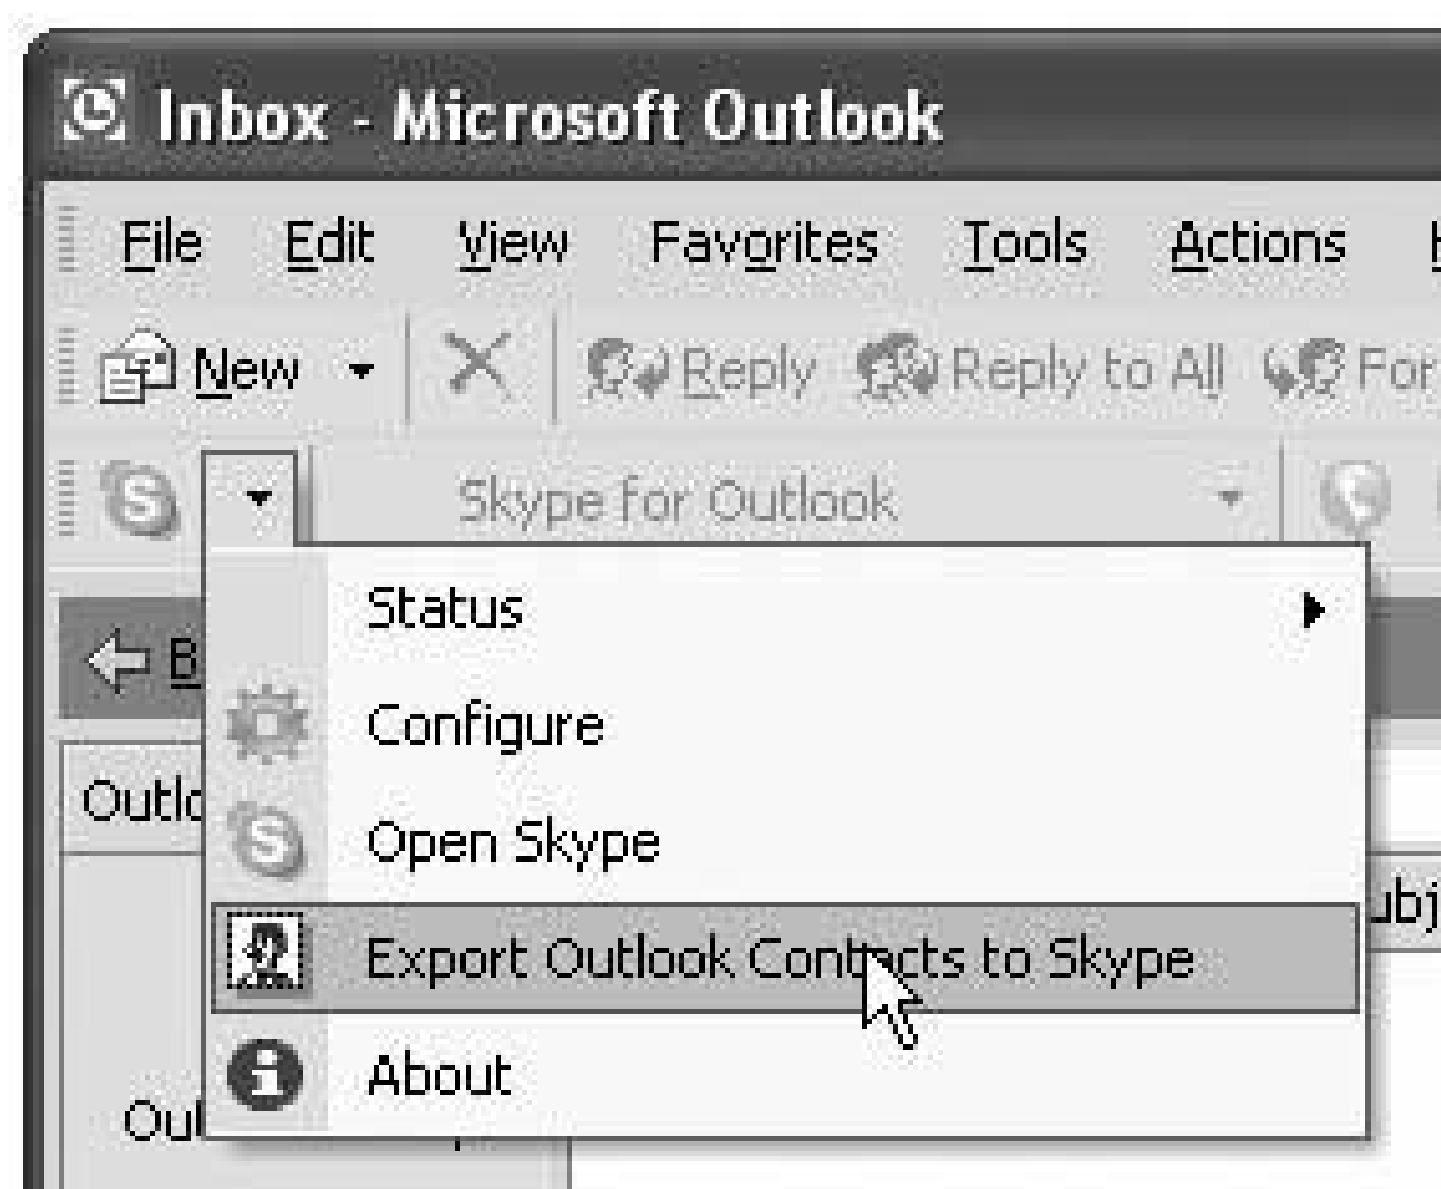 Inbox - Microsoft Outlook
File Edit View Favorites Tools Actions
New Reply Reply to All For
Skype for Outlook
Status
Configure
Open Skype
Export Outlook Contacts to Skype
About